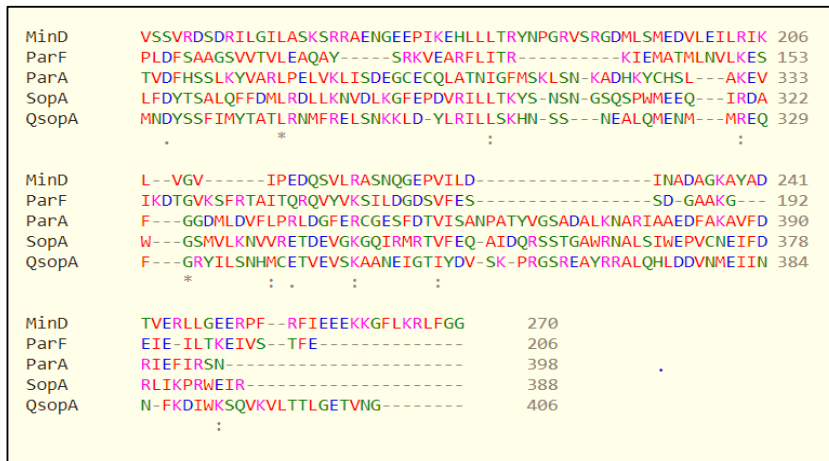 MinD VSSVRDSDRILGILASKSRRAENGEEPIKEHLLLTRYNPGRVSRGDMLSMEDVLEILRIK 206
ParF PLDFSAAGSVVTVLEAQAY-----SRKVEARFLITR---------KIEMATMLNVLKES 153
ParA TVDFHSSLKYVARLPELVKLISDEGCECQLATNIGFMSKLSN-KADHKYCHSL---AKEV 333
SopA LFDYTSALQFFDMLRDLLKNVDLKGFEPDVRILLTKYS-NSN-GSQSPWMEEQ--IRDA 322
QsopA MNDYSSFIMYTATLRNMFRELSNKKLD-YLRILLSKHN-SS--NEALQMENM--MREQ 329
. * : :
MinD L--VGV------IPEDQSVLRASNQGEPVILD---------------INADAGKAYAD 241
ParF IKDTGVKSFRTAITQRQVYVKSILDGDSVFES---------------SD-GAAKG--- 192
ParA F---GGDMLDVFLPRLDGFERCGESFDTVISANPATYVGSADALKNARIAAEDFAKAVFD 390
SopA W---GSMVLKNVVRETDEVGKGQIRMRTVFEQ-AIDQRSSTGAWRNALSIWEPVCNEIFD 378
QsopA F---GRYILSNHMCETVEVSKAANEIGTIYDV-SK-PRGSREAYRRALQHLDDVNMEIIN 384
* : . : :
MinD TVERLLGEERPF--RFIEEEKKGFLKRLFGG 270
ParF EIE-ILTKEIVS--TFE-------------- 206
ParA RIEFIRSN----------------------- 398
SopA RLIKPRWEIR--------------------- 388
QsopA N-FKDIWKSQVKVLTTLGETVNG-------- 406
: